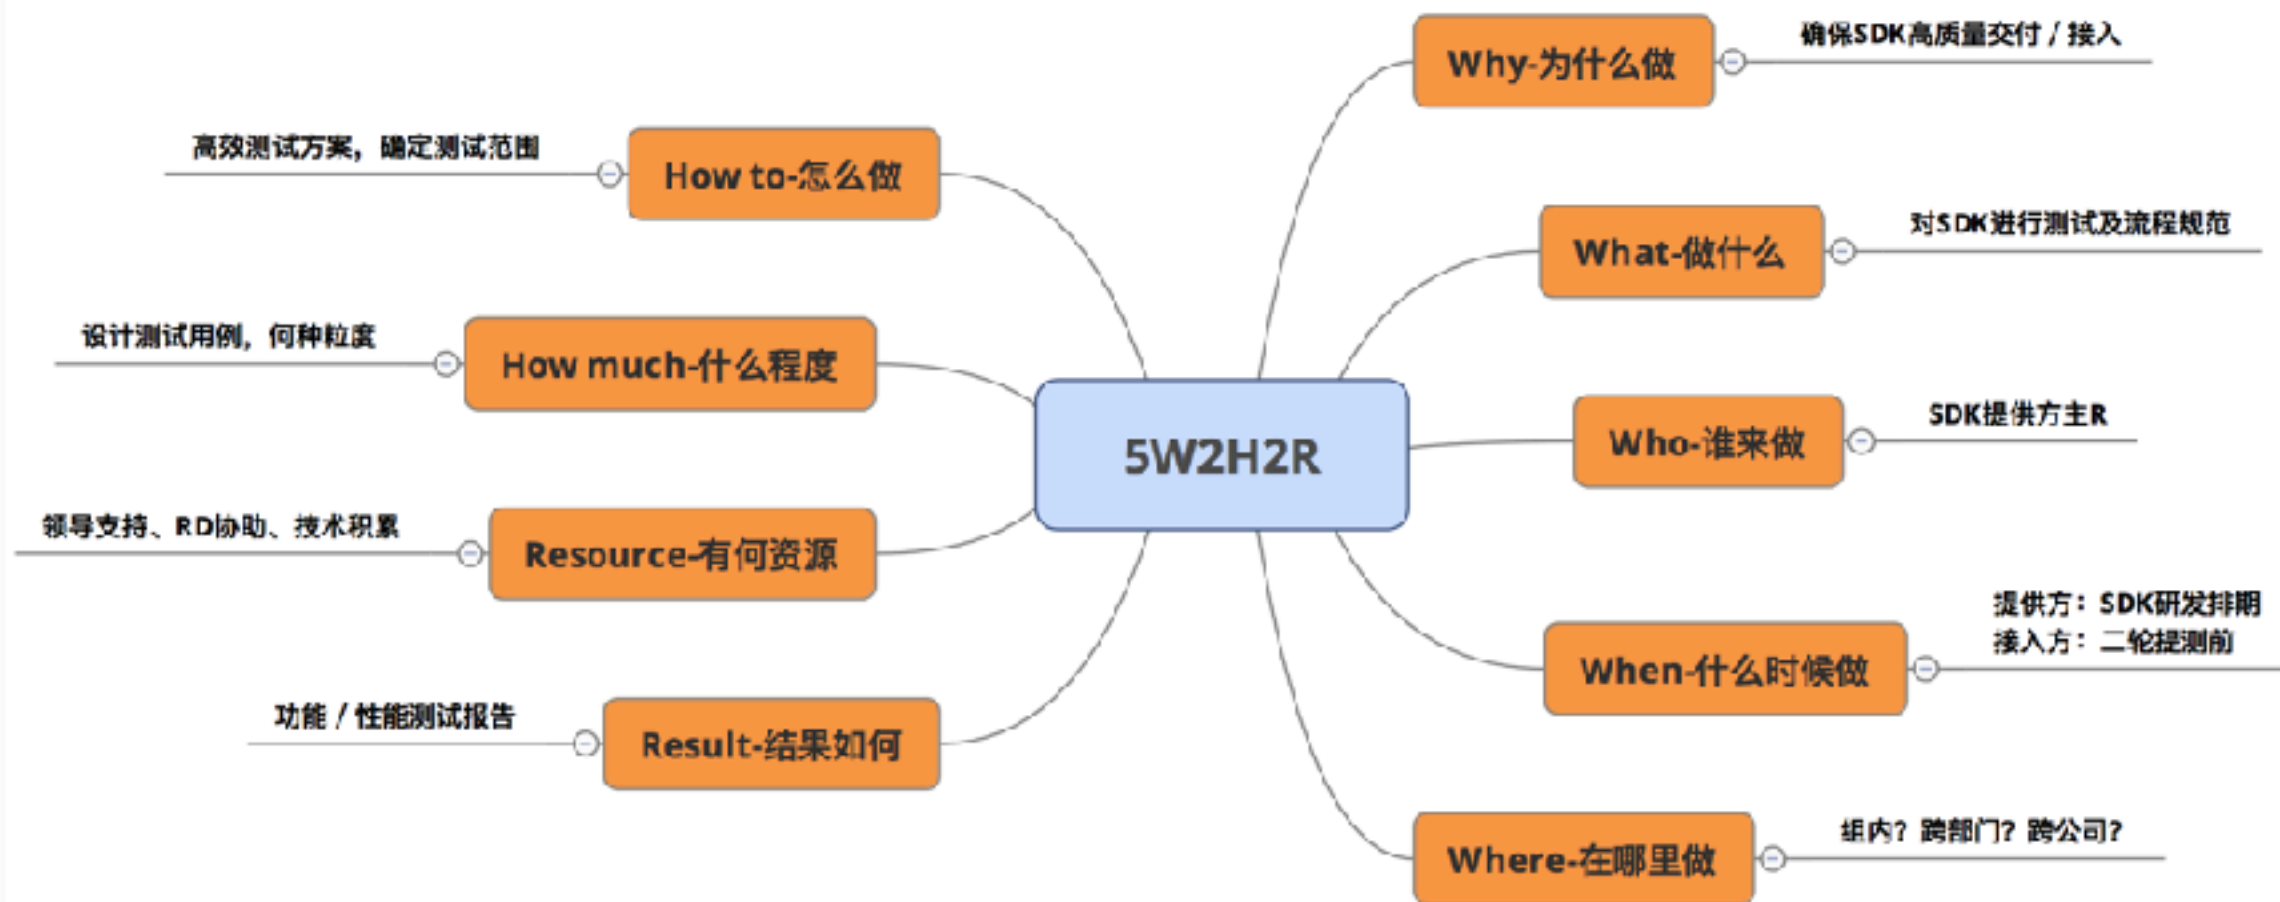 5W2H2R
Why-为什么做
确保SDK高质量交付 / 接入
What-做什么
对SDK进行测试及流程规范
Who-谁来做
SDK提供方主R
When-什么时候做
提供方：SDK研发排期
接入方：二轮提测前
Where-在哪里做
组内？跨部门？跨公司？
How to-怎么做
高效测试方案，确定测试范围
How much-什么程度
设计测试用例，何种粒度
Resource-有何资源
领导支持、RD协助、技术积累
Result-结果如何
功能 / 性能测试报告